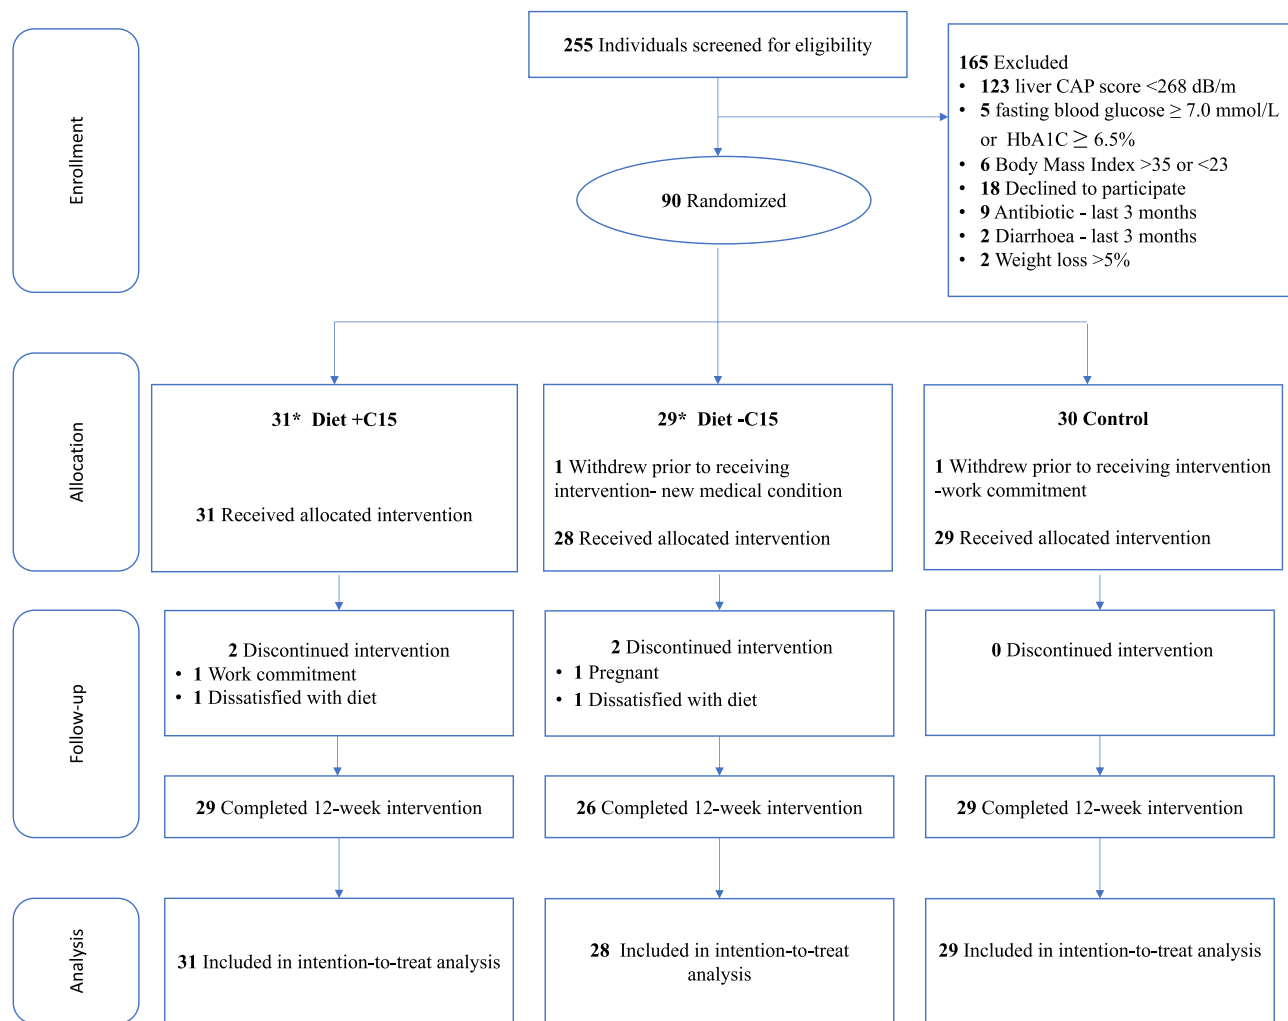 Enrollment
255 Individuals screened for eligibility
165 Excluded
• 123 liver CAP score <268 dB/m
• 5 fasting blood glucose ≥ 7.0 mmol/L
or HbA1C ≥ 6.5%
• 6 Body Mass Index >35 or <23
• 18 Declined to participate
• 9 Antibiotic - last 3 months
• 2 Diarrhoea - last 3 months
• 2 Weight loss >5%
90 Randomized
Allocation
31* Diet +C15
31 Received allocated intervention
29* Diet -C15
1 Withdrew prior to receiving
intervention- new medical condition
28 Received allocated intervention
30 Control
1 Withdrew prior to receiving intervention
-work commitment
29 Received allocated intervention
Follow-up
2 Discontinued intervention
• 1 Work commitment
• 1 Dissatisfied with diet
2 Discontinued intervention
• 1 Pregnant
• 1 Dissatisfied with diet
0 Discontinued intervention
29 Completed 12-week intervention
26 Completed 12-week intervention
29 Completed 12-week intervention
Analysis
31 Included in intention-to-treat analysis
28 Included in intention-to-treat
analysis
29 Included in intention-to-treat analysis